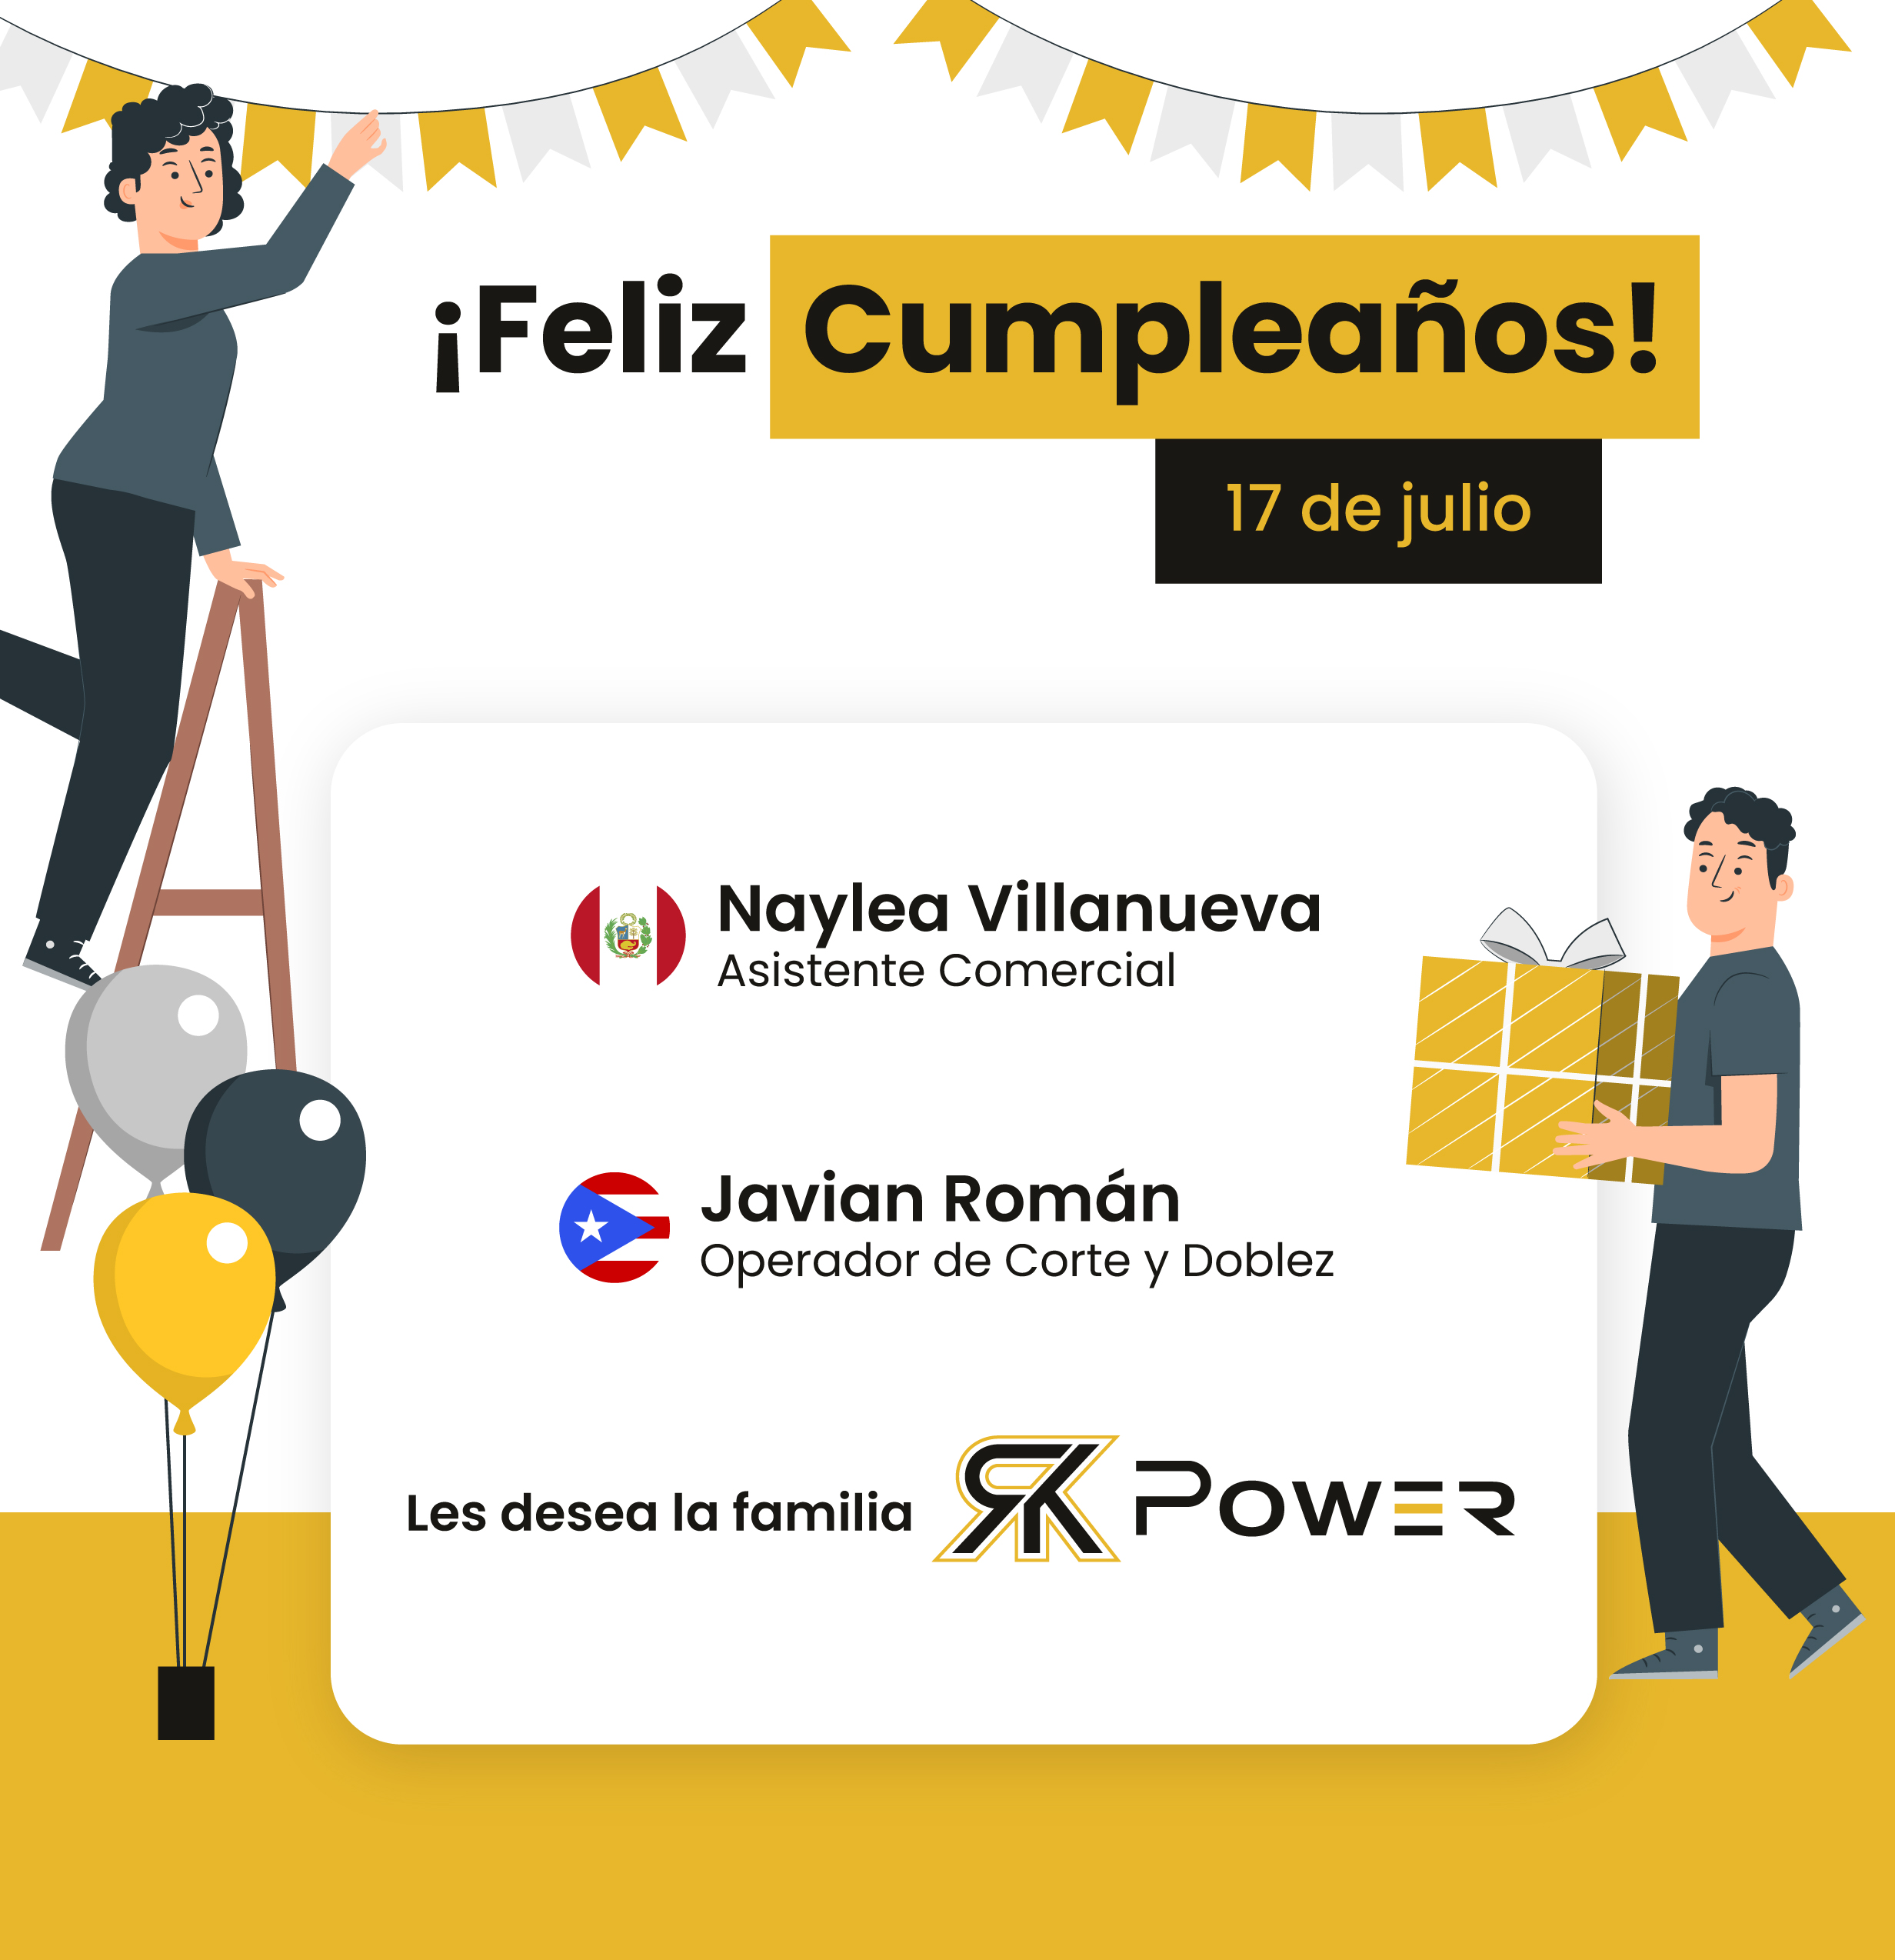 ¡Feliz Cumpleaños!
17 de julio
Naylea Villanueva
Asistente Comercial
Javian Román
Operador de Corte y Doblez
Les desea la familia RK POWER